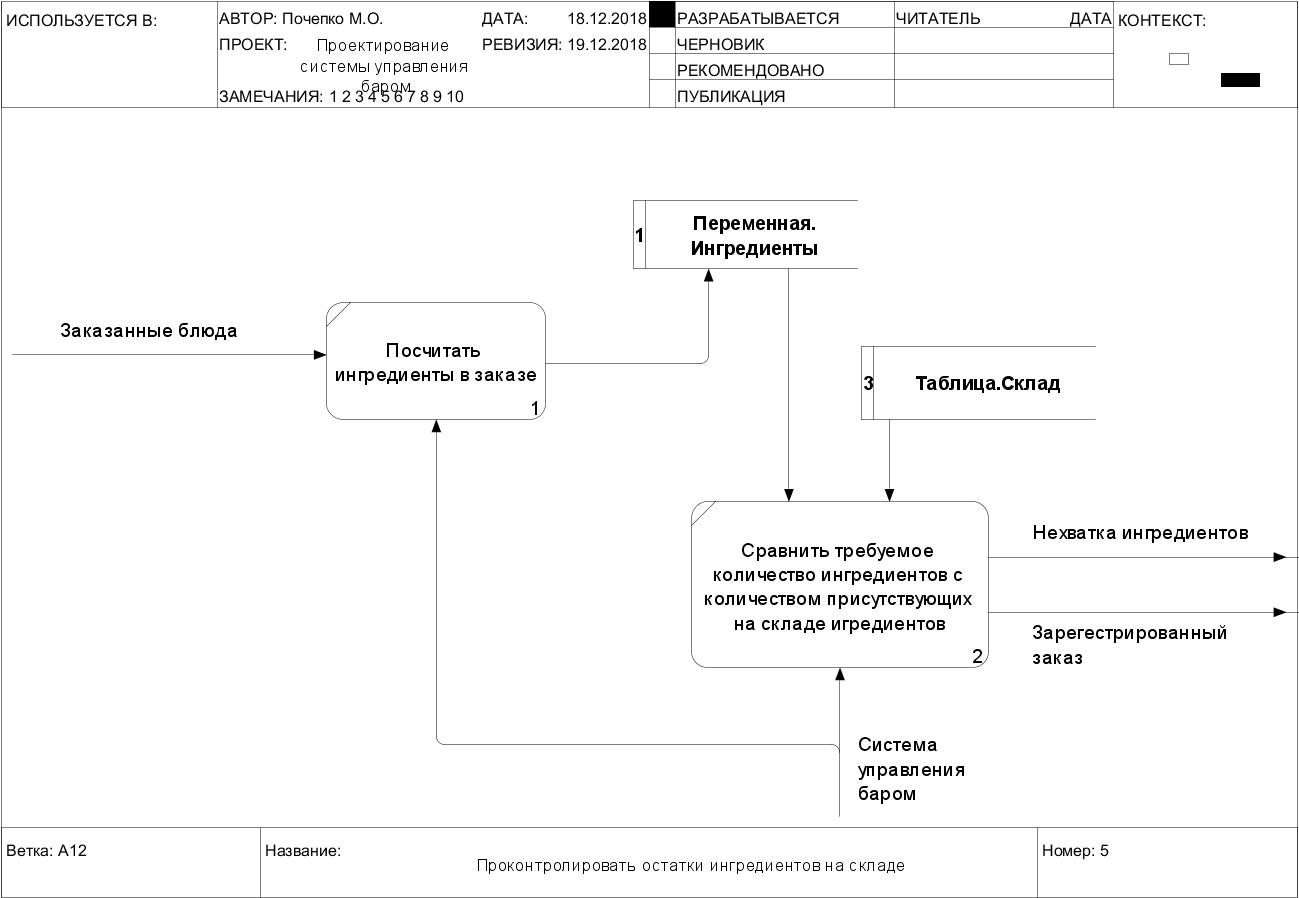 ИСПОЛЬЗУЕТСЯ В:
АВТОР: Почепко М.О.
ДАТА: 18.12.2018
ПРОЕКТ: Проектирование
системы управления
баром
РЕВИЗИЯ: 19.12.2018
ЗАМЕЧАНИЯ: 1 2 3 4 5 6 7 8 9 10
РАЗРАБАТЫВАЕТСЯ
ЧЕРНОВИК
РЕКОМЕНДОВАНО
ПУБЛИКАЦИЯ
ЧИТАТЕЛЬ ДАТА
КОНТЕКСТ:
1
Переменная.
Ингредиенты
Заказанные блюда
Посчитать
ингредиенты в заказе
1
3
Таблица.Склад
Сравнить требуемое
количество ингредиентов с
количеством присутствующих
на складе игредиентов
2
Нехватка ингредиентов
Зарегестрированный
заказ
Система
управления
баром
Ветка: A12
Название:
Проконтролировать остатки ингредиентов на складе
Номер: 5